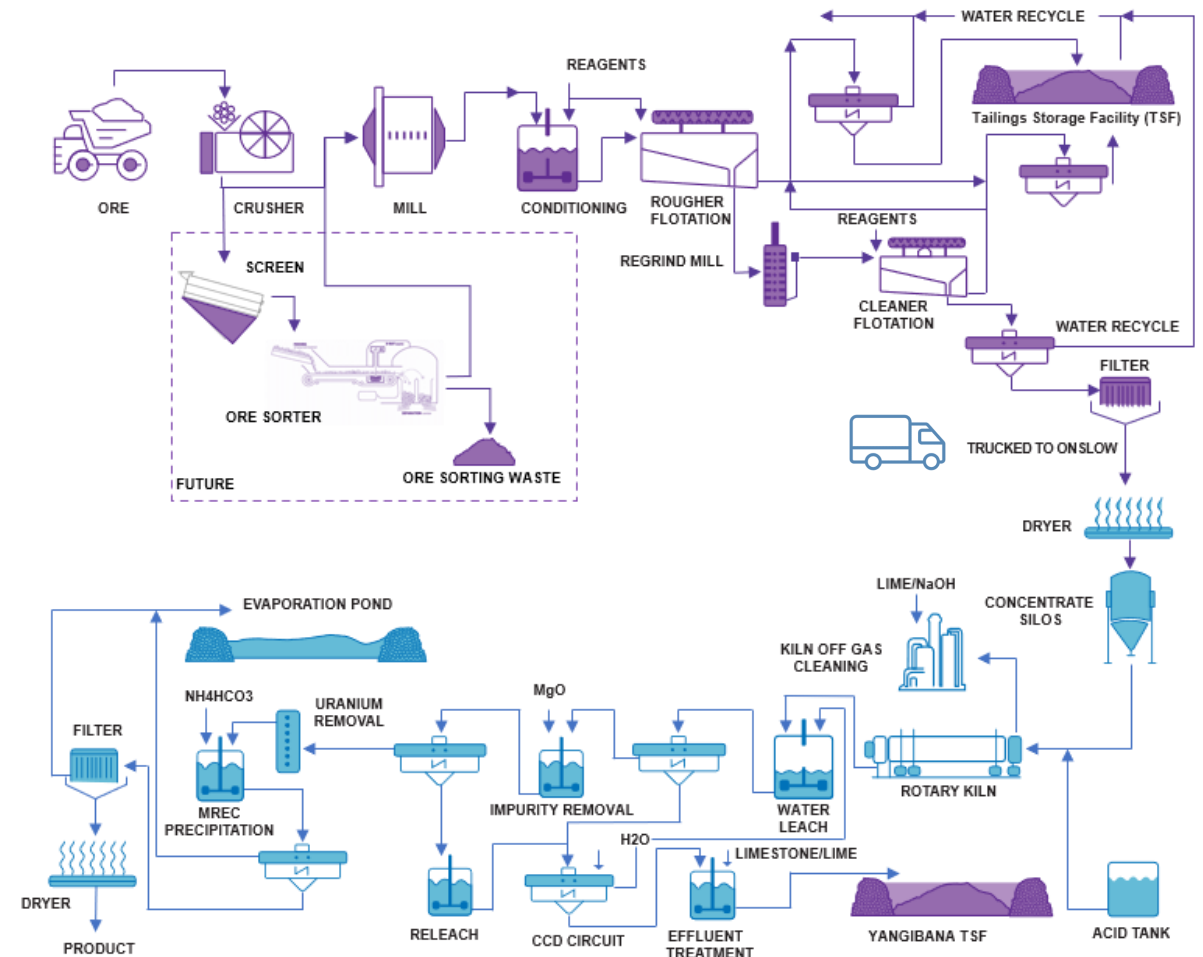 WATER RECYCLE
REAGENTS
Tailings Storage Facility (TSF)
ORE
CRUSHER
MILL
CONDITIONING
ROUGHER
FLOTATION
REAGENTS
REGRIND MILL
SCREEN
CLEANER
FLOTATION
WATER RECYCLE
FILTER
ORE SORTER
TRUCKED TO ONSLOW
ORE SORTING WASTE
FUTURE
DRYER
LIME/NaOH
CONCENTRATE
SILOS
EVAPORATION POND
KILN OFF GAS
CLEANING
NH4HCO3
URANIUM
REMOVAL
MgO
FILTER
ROTARY KILN
IMPURITY REMOVAL
WATER
LEACH
MREC
PRECIPITATION
H2O
LIMESTONE/LIME
DRYER
RELEACH
CCD CIRCUIT
EFFLUENT
TREATMENT
YANGIBANA TSF
ACID TANK
PRODUCT